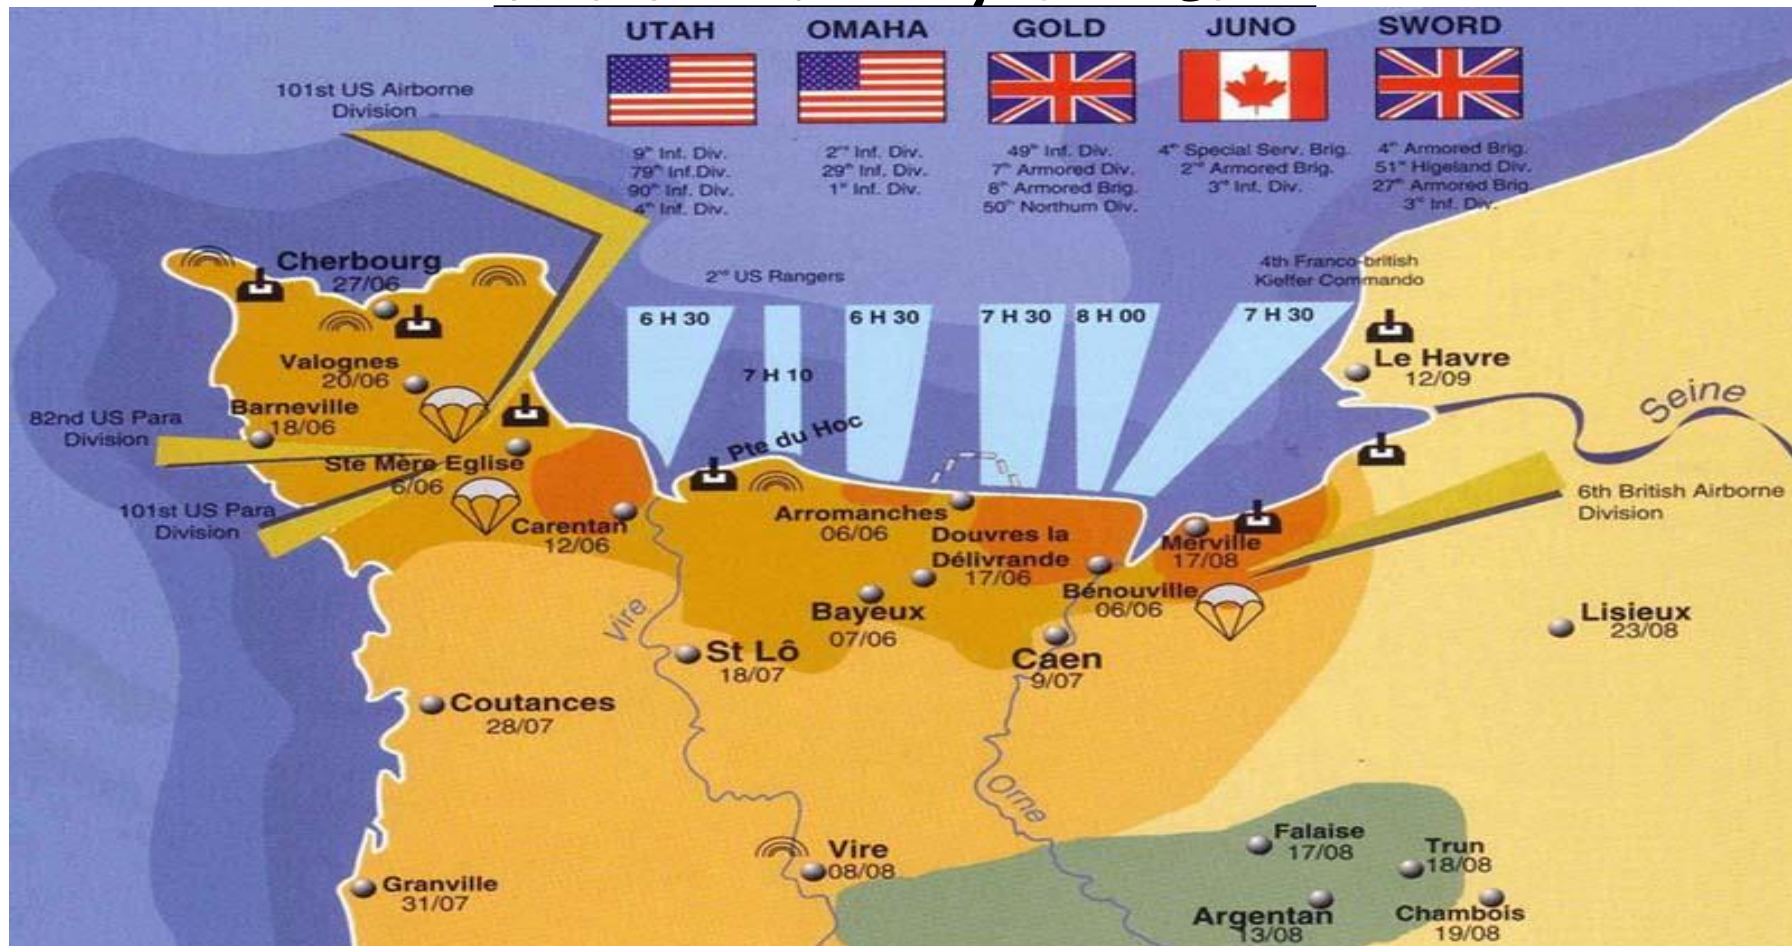 UTAH
OMAHA
GOLD
JUNO
SWORD
101st US Airborne
Division
9th Inf. Div.
79th Inf.Div.
90th Inf. Div.
4th Inf. Div.
2nd Inf. Div.
29th Inf. Div.
1st Inf. Div.
49th Inf. Div.
7th Armored Div.
8th Armored Brig.
50th Northum Div.
4th Special Serv. Brig.
2nd Armored Brig.
3rd Inf. Div.
4th Armored Brig.
51st Higeland Div.
27th Armored Brig
3rd Inf. Div.
2nd US Rangers
4th Franco-british
Kieffer Commando
6 H 30
7 H 10
6 H 30
7 H 30
8 H 00
7 H 30
Cherbourg
27/06
Valognes
20/06
Barneville
18/06
82nd US Para
Division
Ste Mère Eglise
6/06
101st US Para
Division
Carentan
12/06
Pte du Hoc
Arromanches
06/06
Douvres la
Délivrande
17/06
Bayeux
07/06
Bénouville
06/06
Merville
17/08
Caen
9/07
Le Havre
12/09
Seine
6th British Airborne
Division
Lisieux
23/08
Vire
St Lô
18/07
Coutances
28/07
Orne
Vire
08/08
Granville
31/07
Falaise
17/08
Trun
18/08
Argentan
13/08
Chambois
19/08